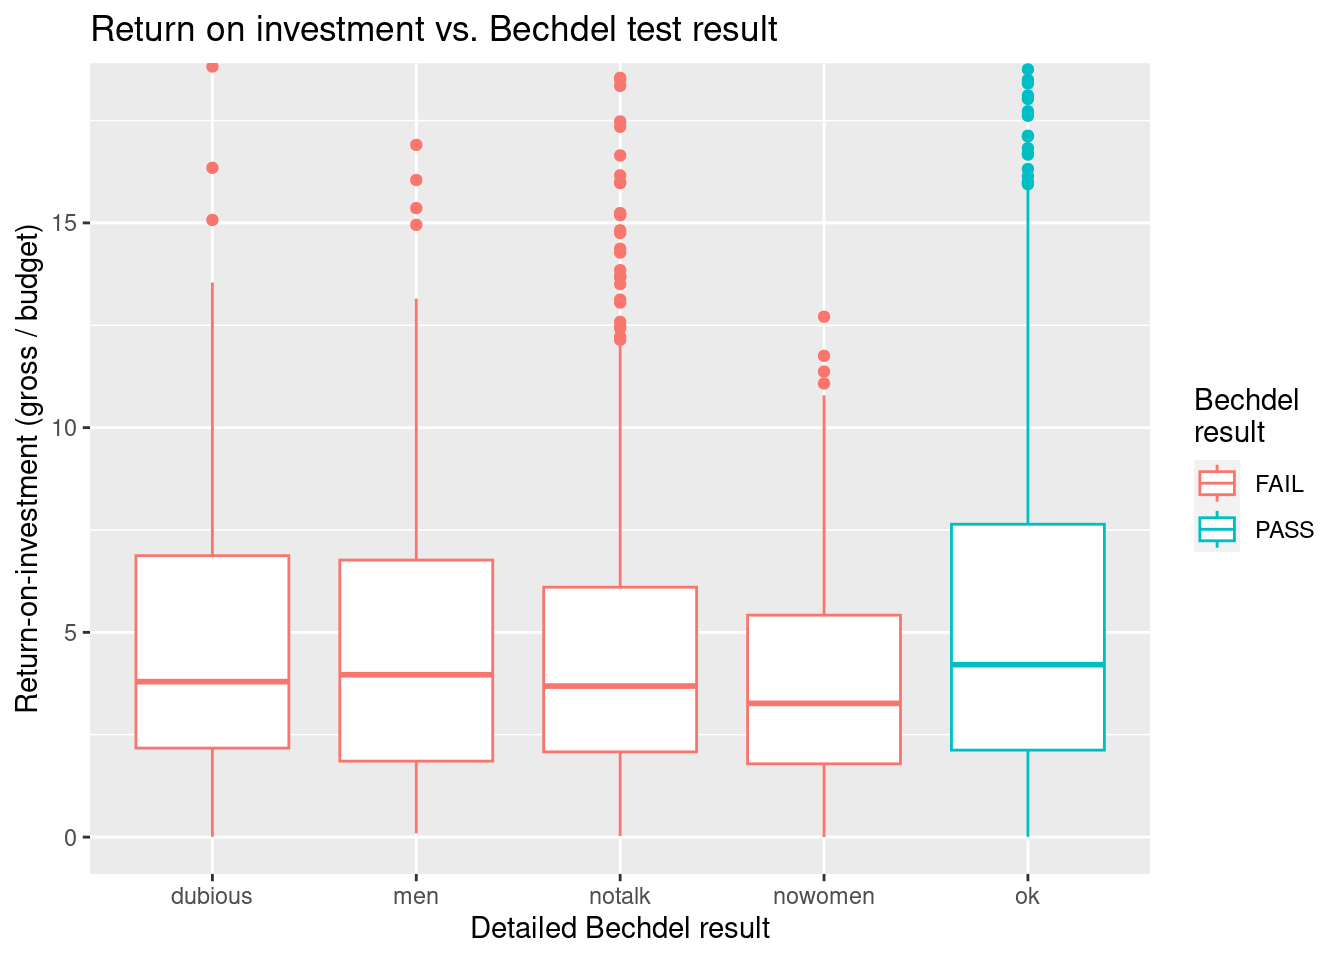 Return on investment vs. Bechdel test result
Return-on-investment (gross / budget)
15
10
5
0
dubious men notalk nowomen ok
Detailed Bechdel result
Bechdel
result
FAIL
PASS